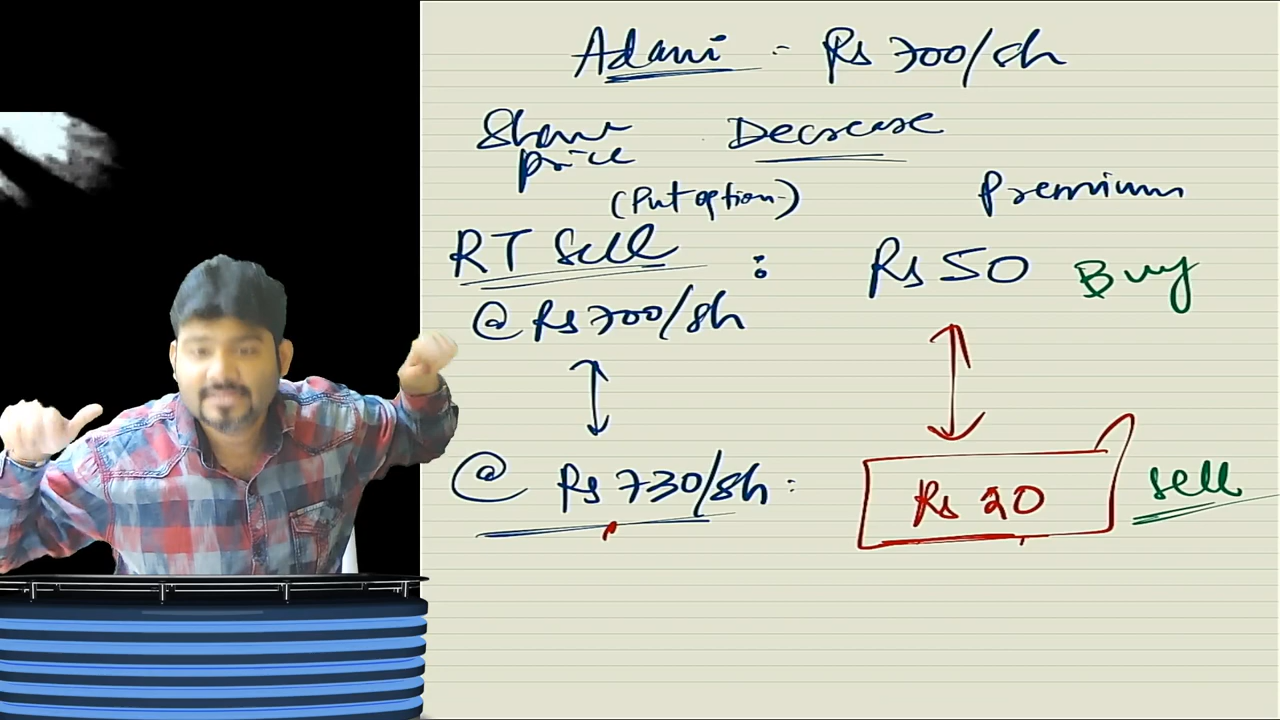 Adani - Rs 700/sh
Share price Decrease
(Put option) Premium
RT Sell : Rs 50 Buy
@ Rs 700/sh
@ Rs 730/sh : Rs 20 Sell